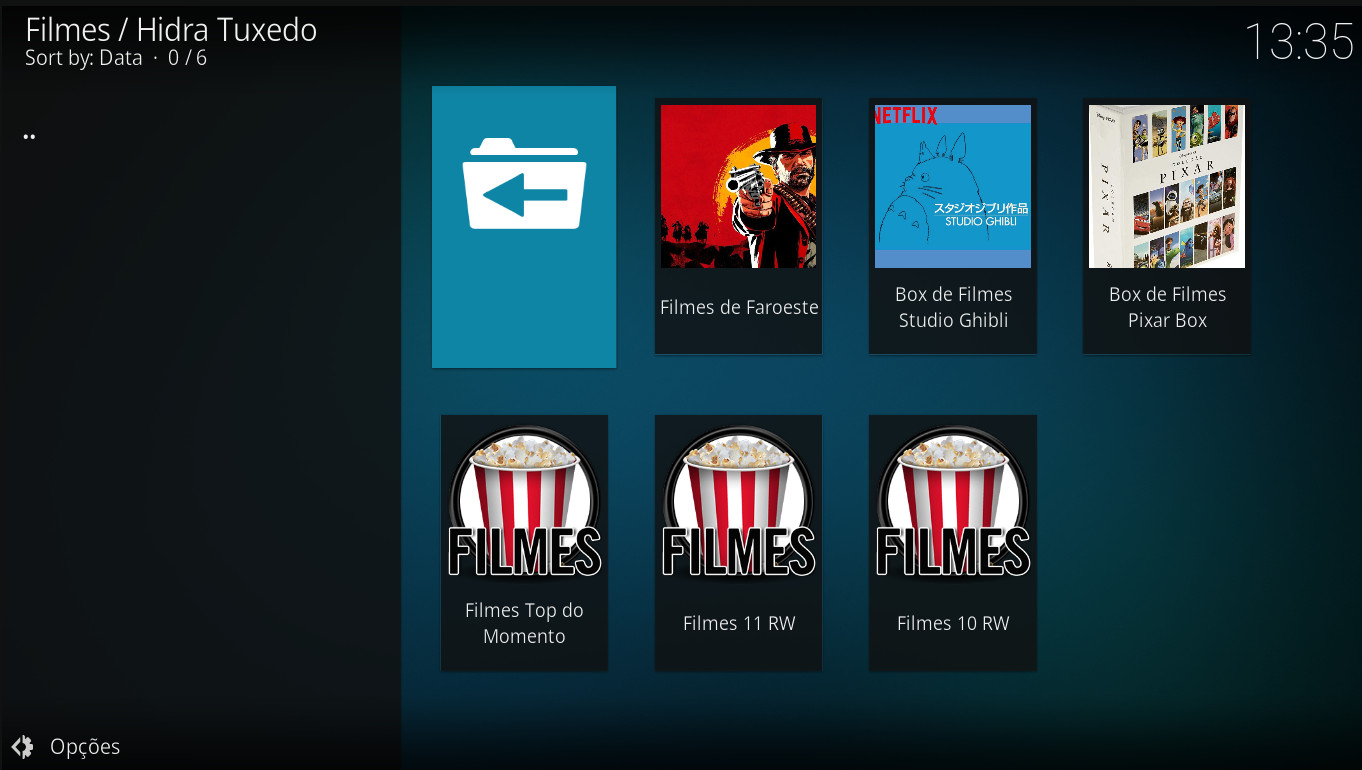 Filmes / Hidra Tuxedo
Sort by: Data · 0 / 6
13:35
..
NETFLIX
スタジオジブリ作品
STUDIO GHIBLI
PIXAR
PIXAR
Filmes de Faroeste
Box de Filmes
Studio Ghibli
Box de Filmes
Pixar Box
FILMES
FILMES
FILMES
Filmes Top do
Momento
Filmes 11 RW
Filmes 10 RW
Opções